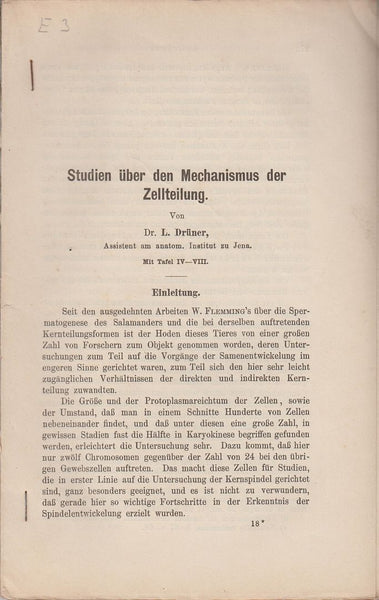 E 3
Studien über den Mechanismus der
Zellteilung.
Von
Dr. L. Drüner,
Assistent am anatom. Institut zu Jena.
Mit Tafel IV—VIII.
Einleitung.
Seit den ausgedehnten Arbeiten W. FLEMMING's über die Sper-
matogenese des Salamanders und die bei derselben auftretenden
Kernteilungsformen ist der Hoden dieses Tieres von einer großen
Zahl von Forschern zum Objekt genommen worden, deren Unter-
suchungen zum Teil auf die Vorgänge der Samenentwickelung im
engeren Sinne gerichtet waren, zum Teil sich den hier sehr leicht
zugänglichen Verhältnissen der direkten und indirekten Kern-
teilung zuwandten.
Die Größe und der Protoplasmareichtum der Zellen, sowie
der Umstand, daß man in einem Schnitte Hunderte von Zellen
nebeneinander findet, und daß unter diesen eine große Zahl, in
gewissen Stadien fast die Hälfte in Karyokinese begriffen gefunden
werden, erleichtert die Untersuchung sehr. Dazu kommt, daß hier
nur zwölf Chromosomen gegenüber der Zahl von 24 bei den übri-
gen Gewebszellen auftreten. Das macht diese Zellen für Studien,
die in erster Linie auf die Untersuchung der Kernspindel gerichtet
sind, ganz besonders geeignet, und es ist nicht zu verwundern,
daß gerade hier so wichtige Fortschritte in der Erkenntnis der
Spindelentwickelung erzielt wurden.
18*